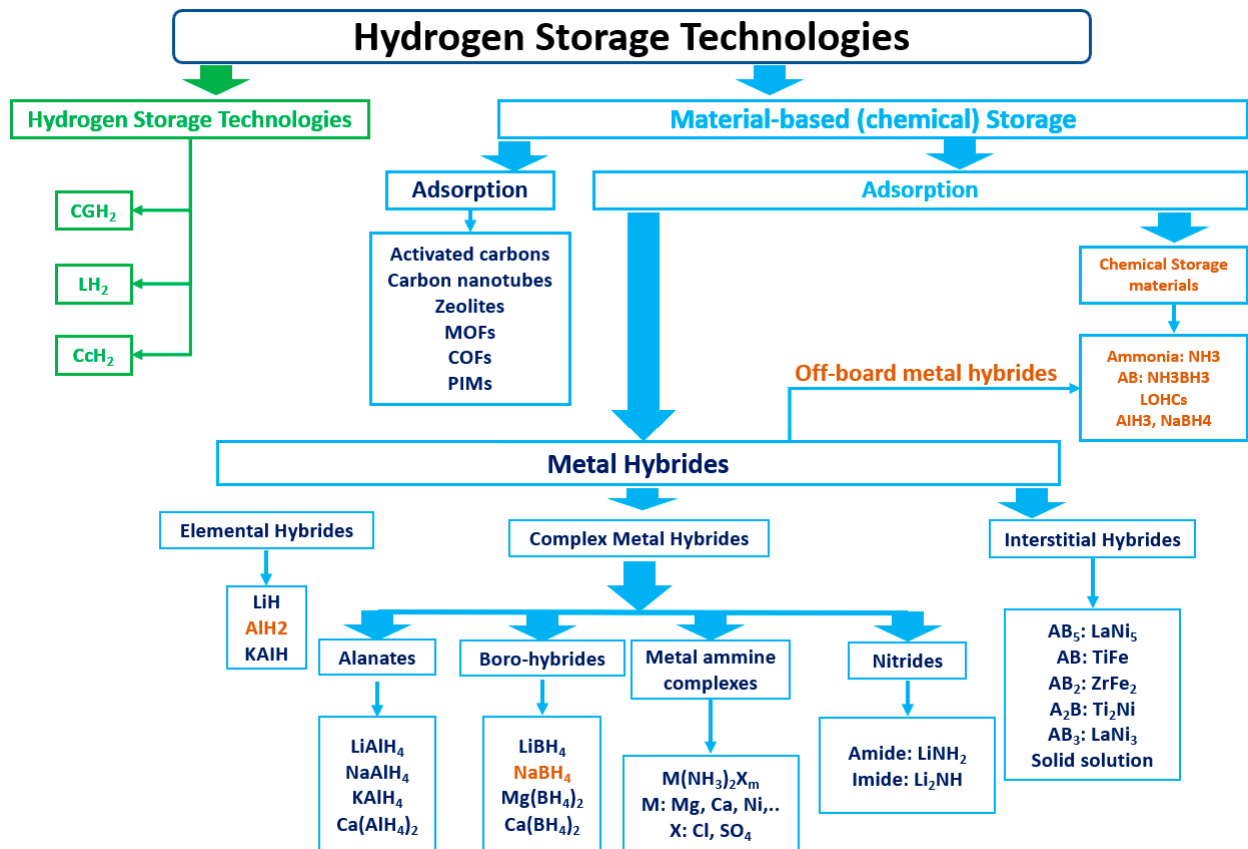 Hydrogen Storage Technologies
Hydrogen Storage Technologies
Material-based (chemical) Storage
CGH₂
LH₂
CcH₂
Adsorption
Adsorption
Activated carbons
Carbon nanotubes
Zeolites
MOFs
COFs
PIMs
Chemical Storage
materials
Ammonia: NH3
AB: NH3BH3
LOHCs
AlH3, NaBH4
Off-board metal hybrides
Metal Hybrides
Elemental Hybrides
Complex Metal Hybrides
Interstitial Hybrides
LiH
AlH2
KAlH
Alanates
Boro-hybrides
Metal ammine
complexes
Nitrides
LiAlH₄
NaAlH₄
KAlH₄
Ca(AlH₄)₂
LiBH₄
NaBH₄
Mg(BH₄)₂
Ca(BH₄)₂
M(NH₃)₂Xₘ
M: Mg, Ca, Ni,..
X: Cl, SO₄
Amide: LiNH₂
Imide: Li₂NH
AB₅: LaNi₅
AB: TiFe
AB₂: ZrFe₂
A₂B: Ti₂Ni
AB₃: LaNi₃
Solid solution